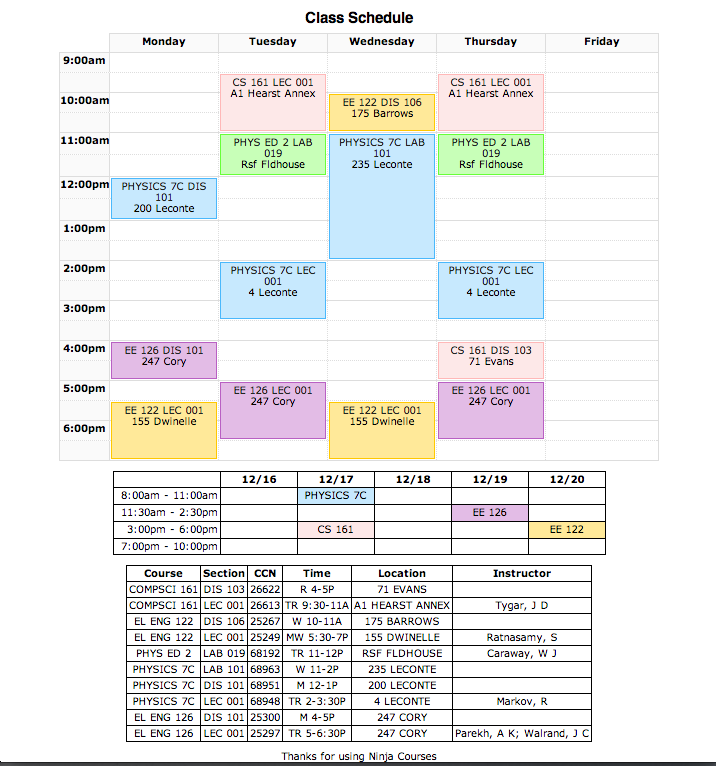 Class Schedule
Monday Tuesday Wednesday Thursday Friday
9:00am
CS 161 LEC 001
A1 Hearst Annex
CS 161 LEC 001
A1 Hearst Annex
10:00am
EE 122 DIS 106
175 Barrows
11:00am
PHYS ED 2 LAB
019
Rsf Fldhouse
PHYSICS 7C LAB
101
235 Leconte
PHYS ED 2 LAB
019
Rsf Fldhouse
12:00pm
PHYSICS 7C DIS
101
200 Leconte
1:00pm
2:00pm
PHYSICS 7C LEC
001
4 Leconte
PHYSICS 7C LEC
001
4 Leconte
3:00pm
4:00pm
EE 126 DIS 101
247 Cory
CS 161 DIS 103
71 Evans
5:00pm
EE 126 LEC 001
247 Cory
EE 126 LEC 001
247 Cory
EE 122 LEC 001
155 Dwinelle
EE 122 LEC 001
155 Dwinelle
6:00pm
12/16 12/17 12/18 12/19 12/20
8:00am - 11:00am PHYSICS 7C
11:30am - 2:30pm EE 126
3:00pm - 6:00pm CS 161 EE 122
7:00pm - 10:00pm
Course Section CCN Time Location Instructor
COMPSCI 161 DIS 103 26622 R 4-5P 71 EVANS
COMPSCI 161 LEC 001 26613 TR 9:30-11A A1 HEARST ANNEX Tygar, J D
EL ENG 122 DIS 106 25267 W 10-11A 175 BARROWS
EL ENG 122 LEC 001 25249 MW 5:30-7P 155 DWINELLE Ratnasamy, S
PHYS ED 2 LAB 019 68192 TR 11-12P RSF FLDHOUSE Caraway, W J
PHYSICS 7C LAB 101 68963 W 11-2P 235 LECONTE
PHYSICS 7C DIS 101 68951 M 12-1P 200 LECONTE
PHYSICS 7C LEC 001 68948 TR 2-3:30P 4 LECONTE Markov, R
EL ENG 126 DIS 101 25300 M 4-5P 247 CORY
EL ENG 126 LEC 001 25297 TR 5-6:30P 247 CORY Parekh, A K; Walrand, J C
Thanks for using Ninja Courses